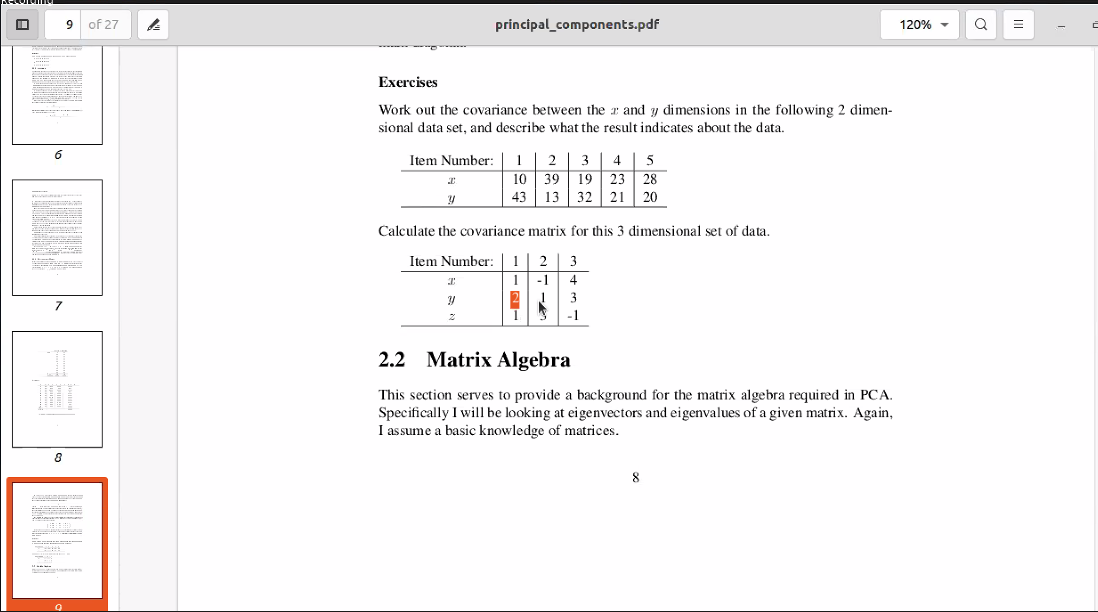 Recording
9 of 27
principal_components.pdf
120%
6
7
8
9
main diagonal.
Exercises
Work out the covariance between the x and y dimensions in the following 2 dimen-
sional data set, and describe what the result indicates about the data.
Item Number: 1 2 3 4 5
x 10 39 19 23 28
y 43 13 32 21 20
Calculate the covariance matrix for this 3 dimensional set of data.
Item Number: 1 2 3
x 1 -1 4
y 2 1 3
z 1 3 -1
2.2 Matrix Algebra
This section serves to provide a background for the matrix algebra required in PCA.
Specifically I will be looking at eigenvectors and eigenvalues of a given matrix. Again,
I assume a basic knowledge of matrices.
8